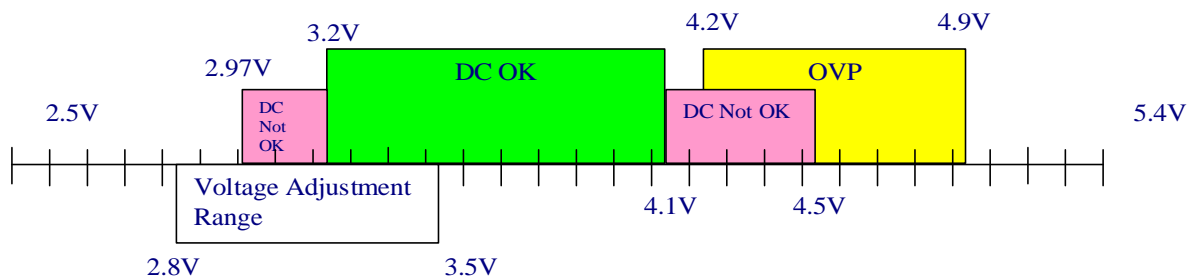 4.2V
4.9V
3.2V
DC OK
OVP
2.97V
2.5V
DC
Not
OK
DC Not OK
5.4V
Voltage Adjustment
Range
4.1V
4.5V
2.8V
3.5V